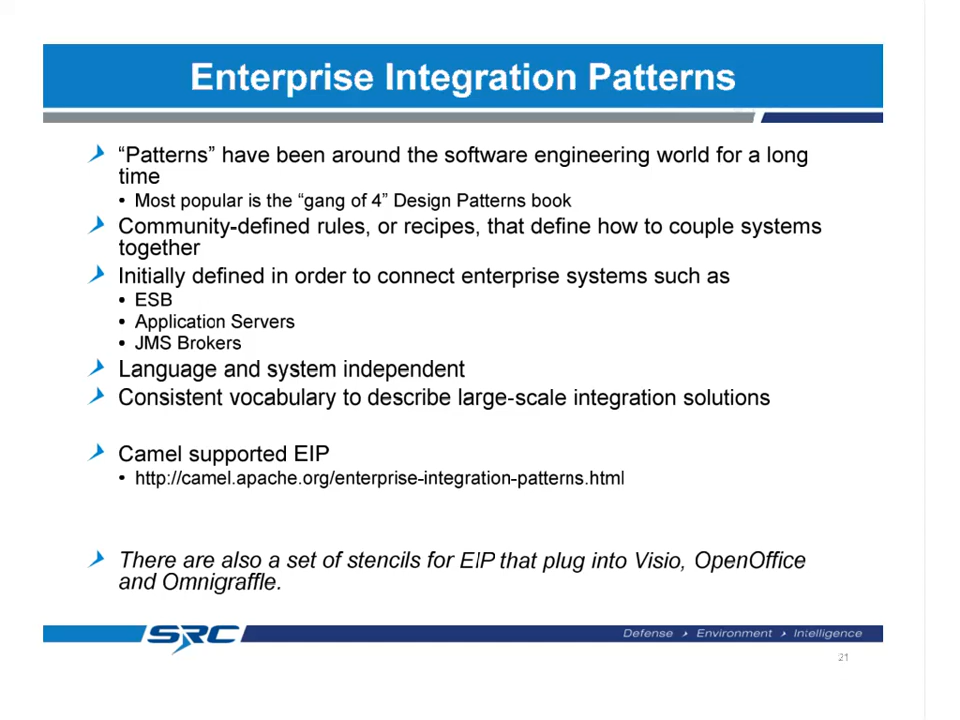 Enterprise Integration Patterns
“Patterns” have been around the software engineering world for a long
time
• Most popular is the “gang of 4” Design Patterns book
Community-defined rules, or recipes, that define how to couple systems
together
Initially defined in order to connect enterprise systems such as
• ESB
• Application Servers
• JMS Brokers
Language and system independent
Consistent vocabulary to describe large-scale integration solutions
Camel supported EIP
• http://camel.apache.org/enterprise-integration-patterns.html
There are also a set of stencils for EIP that plug into Visio, OpenOffice
and Omnigraffle.
SRC
Defense Environment Intelligence
21